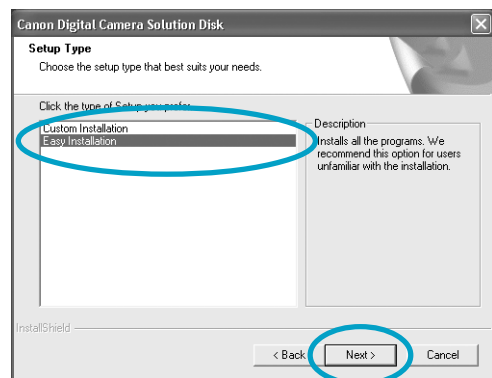 Canon Digital Camera Solution Disk
Setup Type
Choose the setup type that best suits your needs.
Click the type of Setup you prefer.
Custom Installation
Easy Installation
Description
Installs all the programs. We
recommend this option for users
unfamiliar with the installation.
InstallShield
< Back
Next >
Cancel